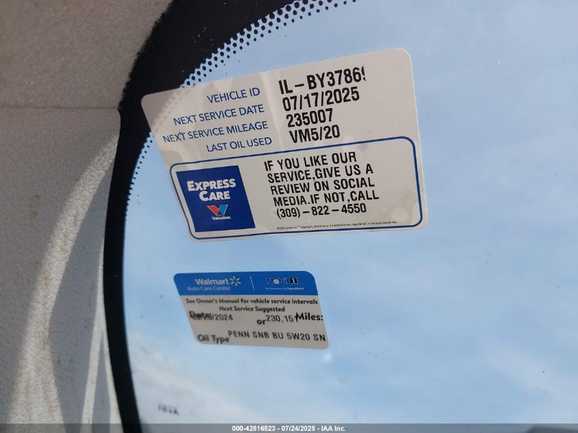 VEHICLE ID IL-BY3786
NEXT SERVICE DATE 07/17/2025
NEXT SERVICE MILEAGE 235007
LAST OIL USED VM5/20
EXPRESS CARE
Valvoline
IF YOU LIKE OUR
SERVICE,GIVE US A
REVIEW ON SOCIAL
MEDIA.IF NOT,CALL
(309)-822-4550
Walmart
Auto Care Center
See Owner's Manual for vehicle service intervals
Next Service Suggested
Date: /2024 or 230,151 Miles:
Oil Type PENN SNB BU 5W20 SN
000-42816823 - 07/24/2025 - IAA Inc.